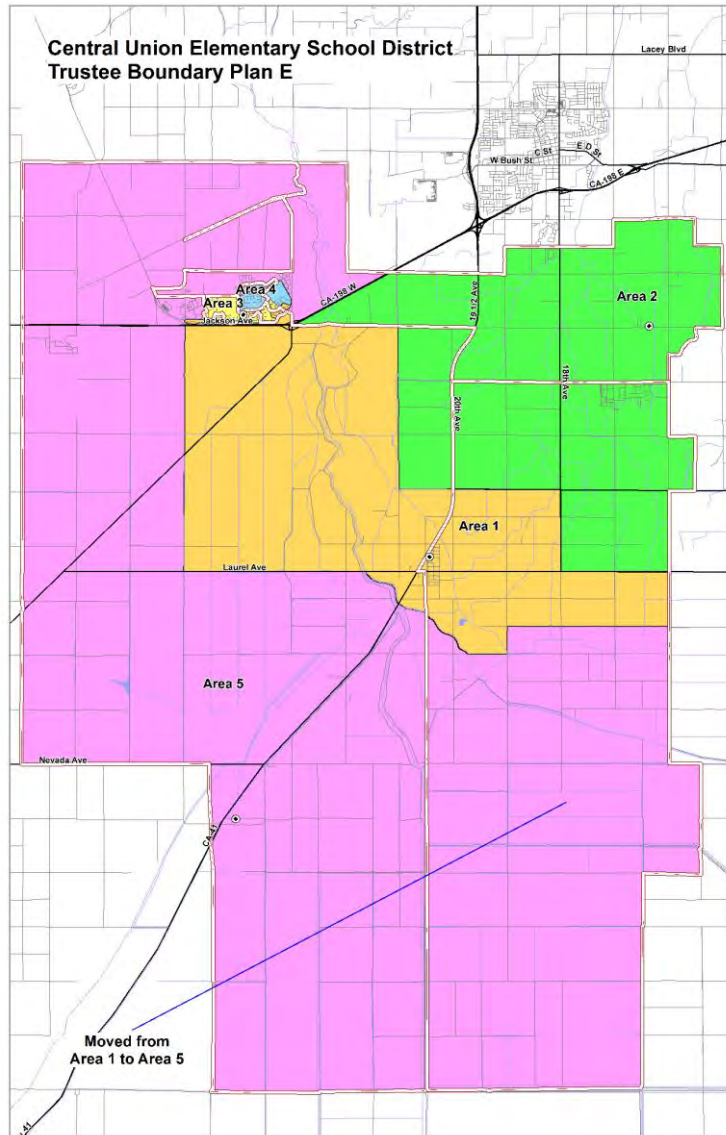 Central Union Elementary School District
Trustee Boundary Plan E
Lacey Blvd
C St
E D St
W Bush St
CA-198 E
19 1/2 Ave
CA-198 W
Area 4
Area 3
Area 2
Jackson Ave
18th Ave
20th Ave
Area 1
Laurel Ave
Area 5
Nevada Ave
CA-41
Moved from
Area 1 to Area 5
-41